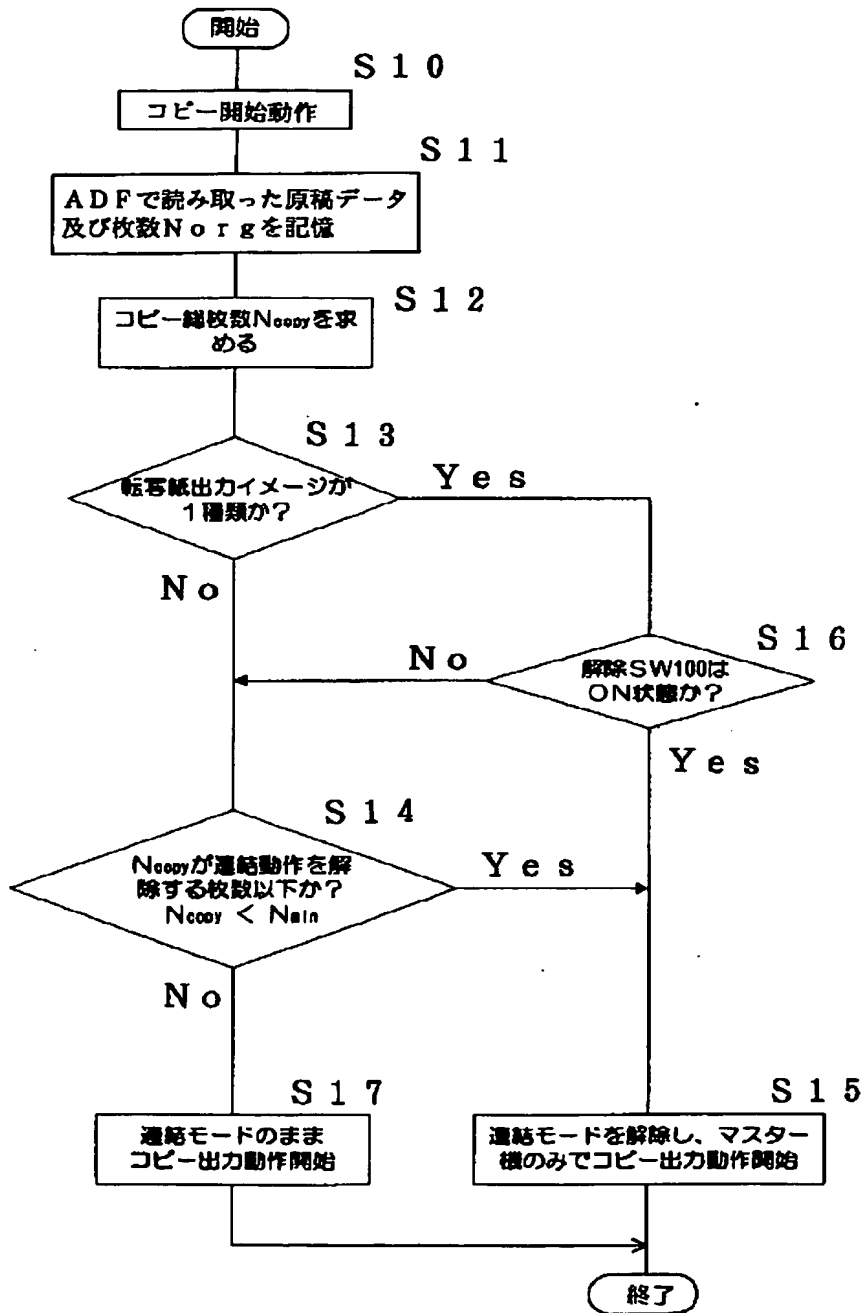 開始
S10
コピー開始動作
S11
ADFで読み取った原稿データ
及び枚数Norgを記憶
S12
コピー総枚数Ncopyを求
める
S13
転写紙出力イメージが
1種類か？
Yes
No
S16
解除SW100は
ON状態か？
No
Yes
S14
Ncopyが連結動作を解
除する枚数以下か？
Ncopy < Nmin
Yes
No
S17
連結モードのまま
コピー出力動作開始
S15
連結モードを解除し、マスター
機のみでコピー出力動作開始
終了